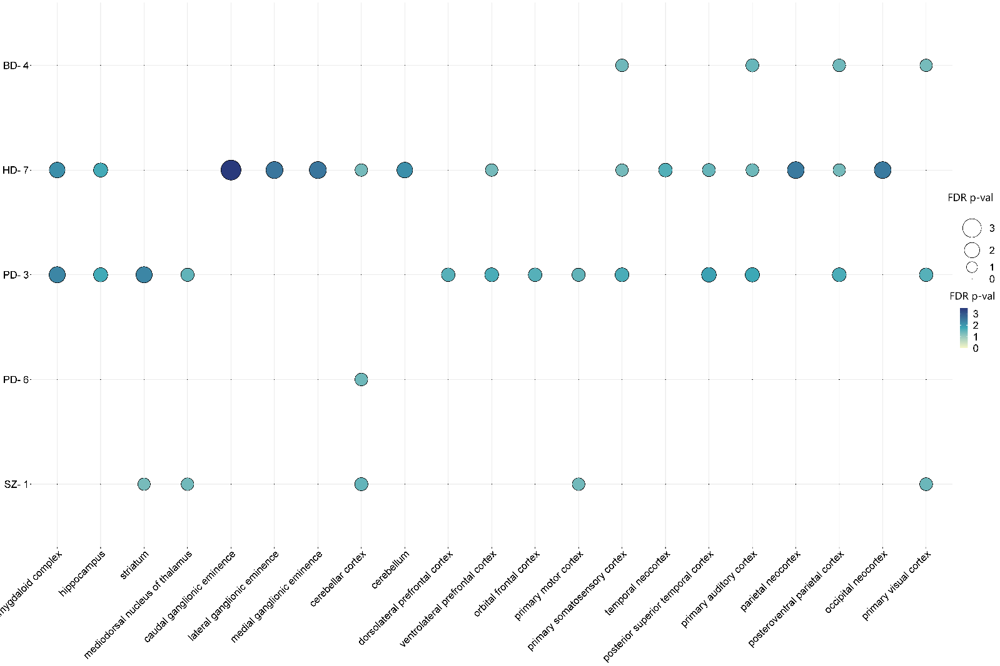 BD- 4
HD- 7
PD- 3
PD- 6
SZ- 1
FDR p-val
3
2
1
0
FDR p-val
3
2
1
0
mygdaloid complex
hippocampus
striatum
mediodorsal nucleus of thalamus
caudal ganglionic eminence
lateral ganglionic eminence
medial ganglionic eminence
cerebellar cortex
cerebellum
dorsolateral prefrontal cortex
ventrolateral prefrontal cortex
orbital frontal cortex
primary motor cortex
primary somatosensory cortex
temporal neocortex
posterior superior temporal cortex
primary auditory cortex
parietal neocortex
posteroventral parietal cortex
occipital neocortex
primary visual cortex